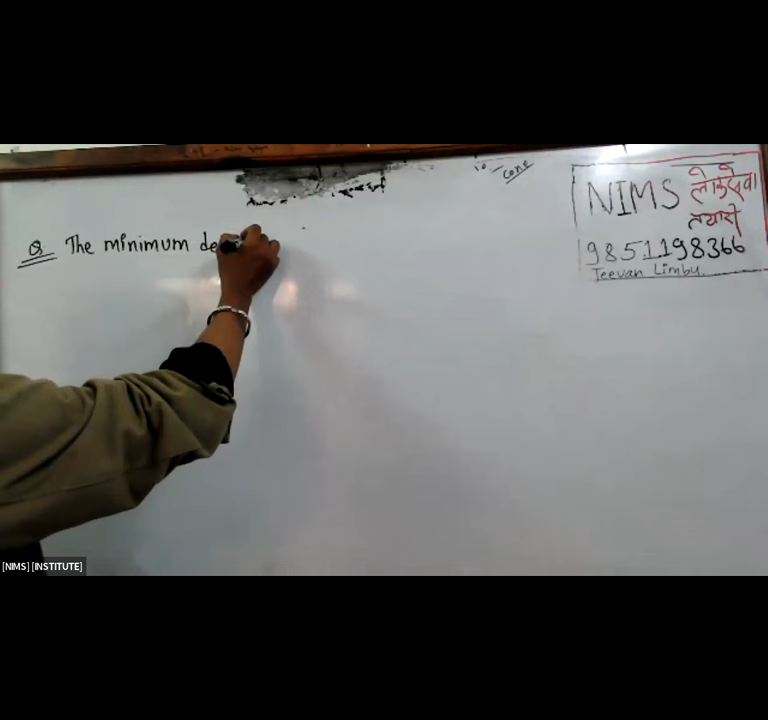 cone
NIMS लोकसेवा
तयारी
9851198366
Jeevan Limbu
Q. The minimum de
[NIMS] [INSTITUTE]